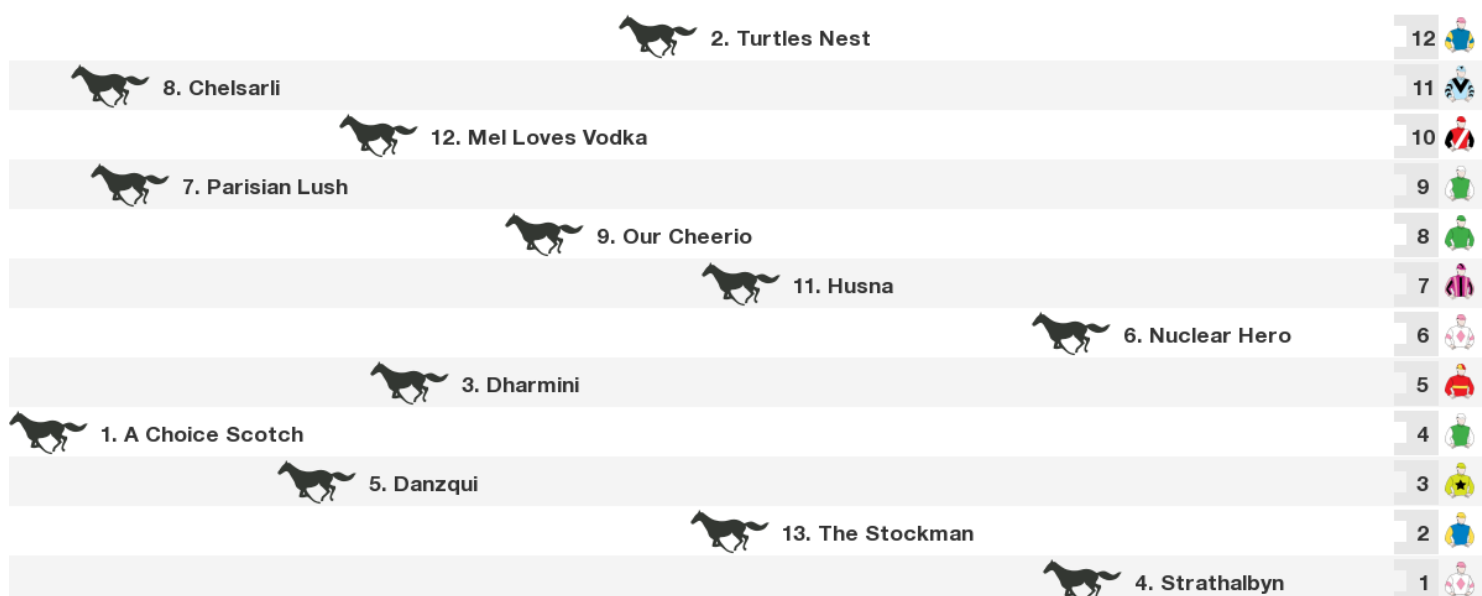 2. Turtles Nest 12
8. Chelsarli 11
12. Mel Loves Vodka 10
7. Parisian Lush 9
9. Our Cheerio 8
11. Husna 7
6. Nuclear Hero 6
3. Dharmini 5
1. A Choice Scotch 4
5. Danzqui 3
13. The Stockman 2
4. Strathalbyn 1